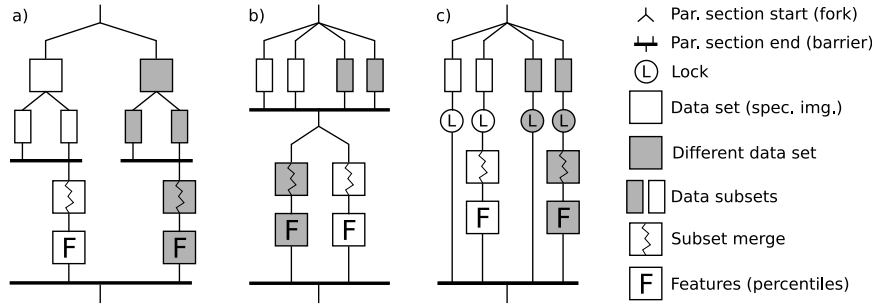 a)
b)
c)
L
L
L
L
F
F
F
F
F
F
Par. section start (fork)
Par. section end (barrier)
L
Lock
Data set (spec. img.)
Different data set
Data subsets
Subset merge
F
Features (percentiles)